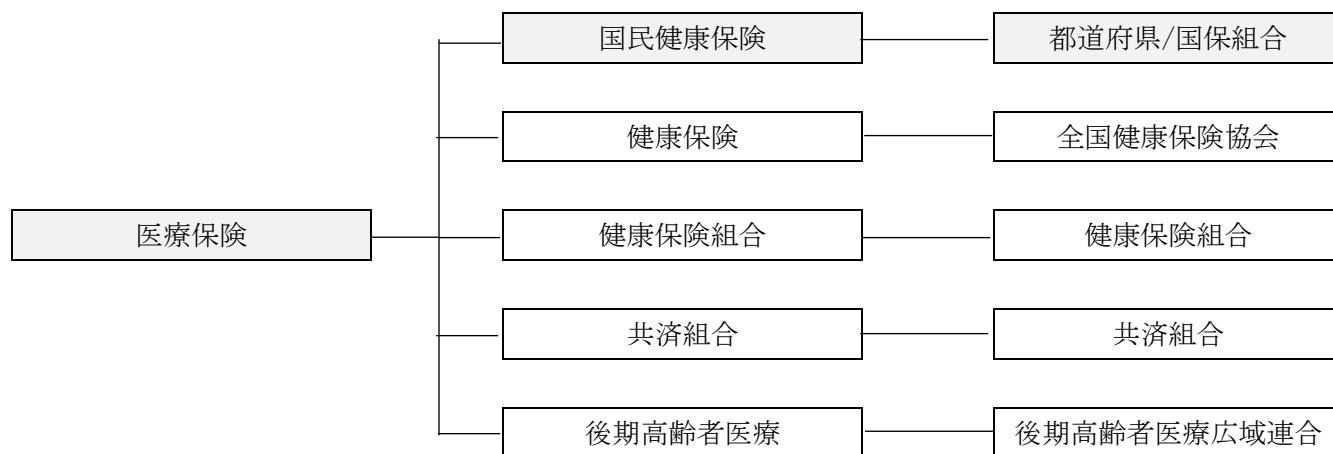 国民健康保険
都道府県/国保組合
健康保険
全国健康保険協会
医療保険
健康保険組合
健康保険組合
共済組合
共済組合
後期高齢者医療
後期高齢者医療広域連合